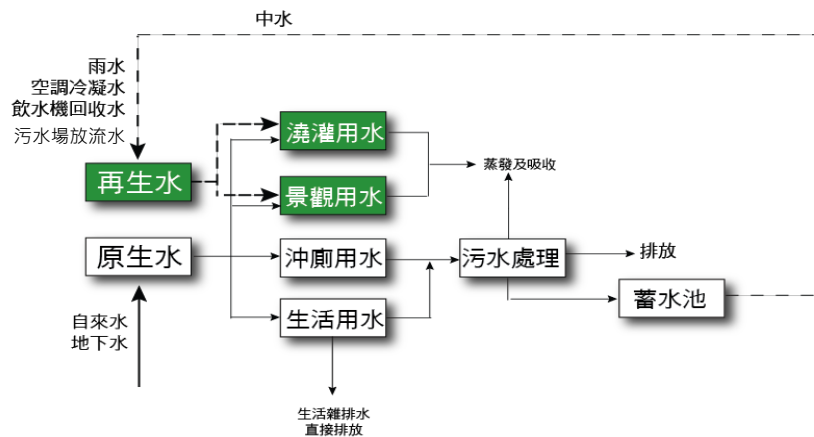 中水
雨水
空調冷凝水
飲水機回收水
污水場放流水
澆灌用水
再生水
景觀用水
蒸發及吸收
原生水
沖廁用水
污水處理
排放
蓄水池
生活用水
自來水
地下水
生活雜排水
直接排放